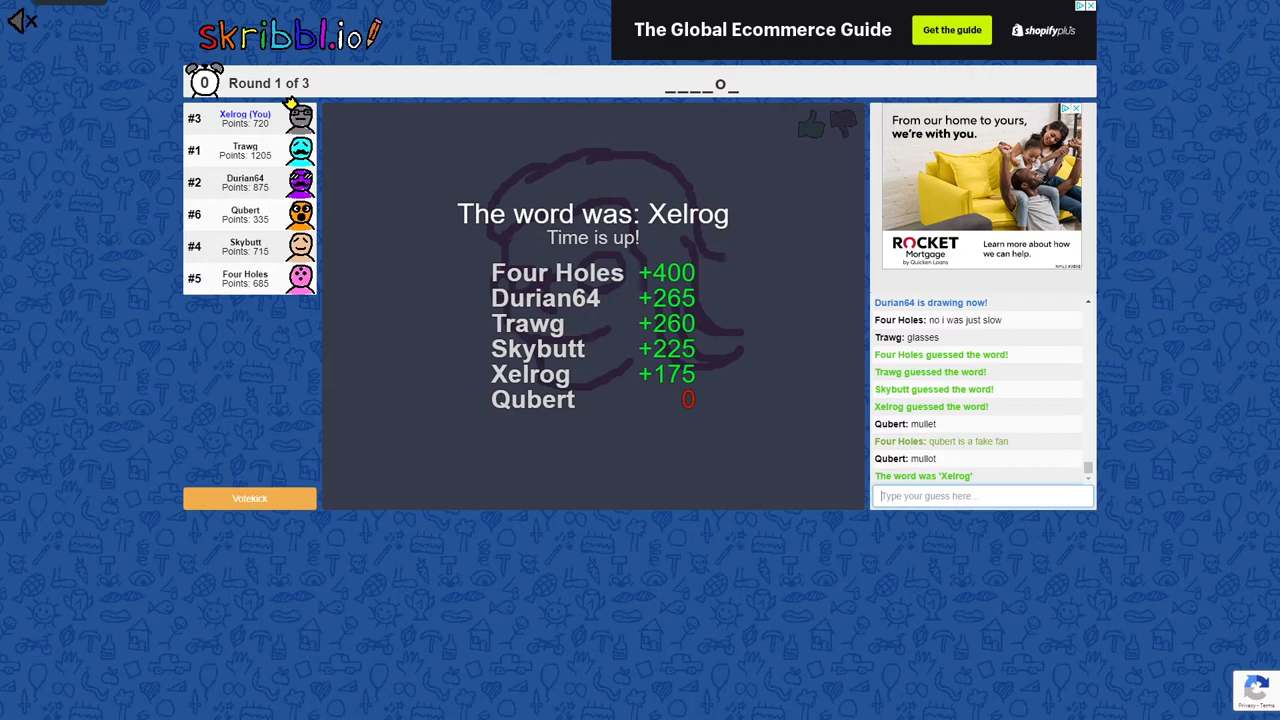 skribbl.io
The Global Ecommerce Guide
Get the guide
shopifyplus
0
Round 1 of 3
____o_
#3
Xelrog (You)
Points: 720
#1
Trawg
Points: 1205
#2
Durian64
Points: 875
#6
Qubert
Points: 335
#4
Skybutt
Points: 715
#5
Four Holes
Points: 685
Votekick
The word was: Xelrog
Time is up!
Four Holes +400
Durian64 +265
Trawg +260
Skybutt +225
Xelrog +175
Qubert 0
From our home to yours,
we're with you.
ROCKET
Mortgage
by Quicken Loans
Learn more about how
we can help.
NMLS #3030
Durian64 is drawing now!
Four Holes: no i was just slow
Trawg: glasses
Four Holes guessed the word!
Trawg guessed the word!
Skybutt guessed the word!
Xelrog guessed the word!
Qubert: mullet
Four Holes: qubert is a fake fan
Qubert: mullot
The word was 'Xelrog'
Type your guess here...
Privacy - Terms